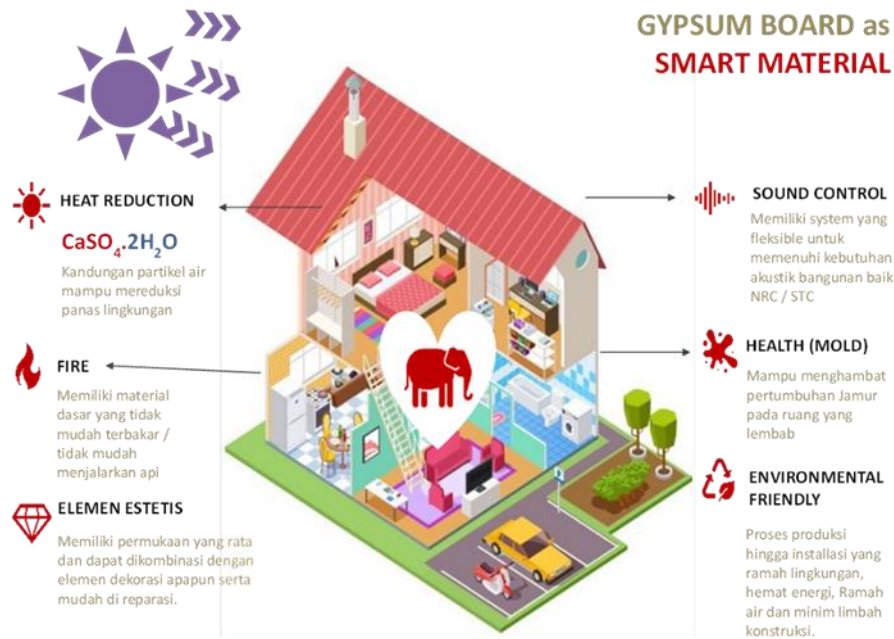 GYPSUM BOARD as
SMART MATERIAL
HEAT REDUCTION
CaSO₄.2H₂O
Kandungan partikel air
mampu mereduksi
panas lingkungan
FIRE
Memiliki material
dasar yang tidak
mudah terbakar /
tidak mudah
menjalarkan api
ELEMEN ESTETIS
Memiliki permukaan yang rata
dan dapat dikombinasi dengan
elemen dekorasi apapun serta
mudah di reparasi.
SOUND CONTROL
Memiliki system yang
fleksible untuk
memenuhi kebutuhan
akustik bangunan baik
NRC / STC
HEALTH (MOLD)
Mampu menghambat
pertumbuhan Jamur
pada ruang yang
lembab
ENVIRONMENTAL
FRIENDLY
Proses produksi
hingga installasi yang
ramah lingkungan,
hemat energi, Ramah
air dan minim limbah
konstruksi.